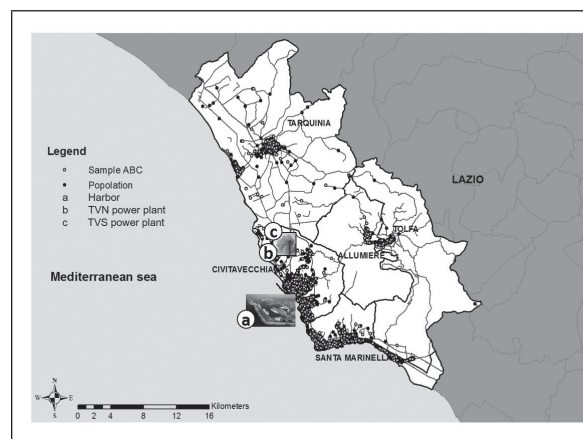 TARQUINIA
Legend
Sample ABC
Popolation
a Harbor
b TVN power plant
c TVS power plant
LAZIO
TOLFA
ALLUMIERE
c
b
CIVITAVECCHIA
Mediterranean sea
a
SANTA MARINELLA
N
W E
S
Kilometers
0 2 4 8 12 16